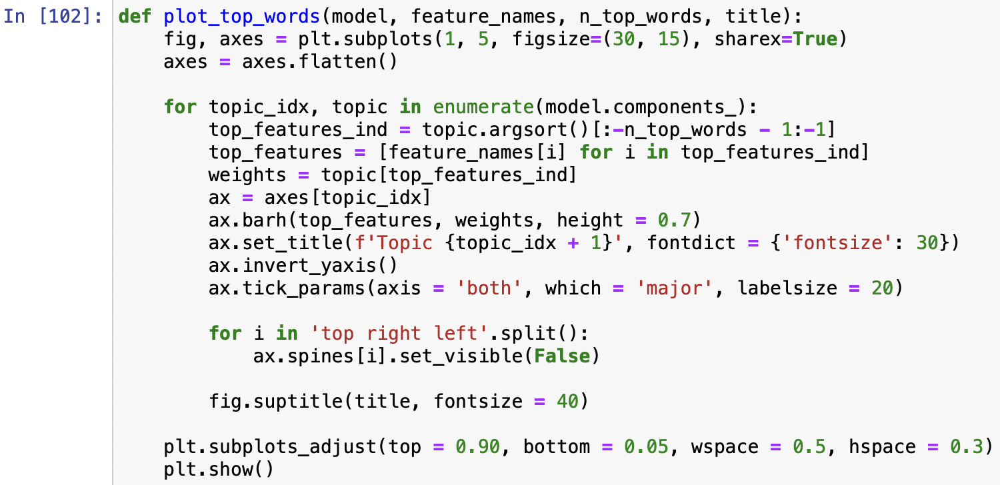 In [102]: def plot_top_words(model, feature_names, n_top_words, title):
    fig, axes = plt.subplots(1, 5, figsize=(30, 15), sharex=True)
    axes = axes.flatten()

    for topic_idx, topic in enumerate(model.components_):
        top_features_ind = topic.argsort()[:-n_top_words - 1:-1]
        top_features = [feature_names[i] for i in top_features_ind]
        weights = topic[top_features_ind]
        ax = axes[topic_idx]
        ax.barh(top_features, weights, height = 0.7)
        ax.set_title(f'Topic {topic_idx + 1}', fontdict = {'fontsize': 30})
        ax.invert_yaxis()
        ax.tick_params(axis = 'both', which = 'major', labelsize = 20)

        for i in 'top right left'.split():
            ax.spines[i].set_visible(False)

        fig.suptitle(title, fontsize = 40)

    plt.subplots_adjust(top = 0.90, bottom = 0.05, wspace = 0.5, hspace = 0.3)
    plt.show()